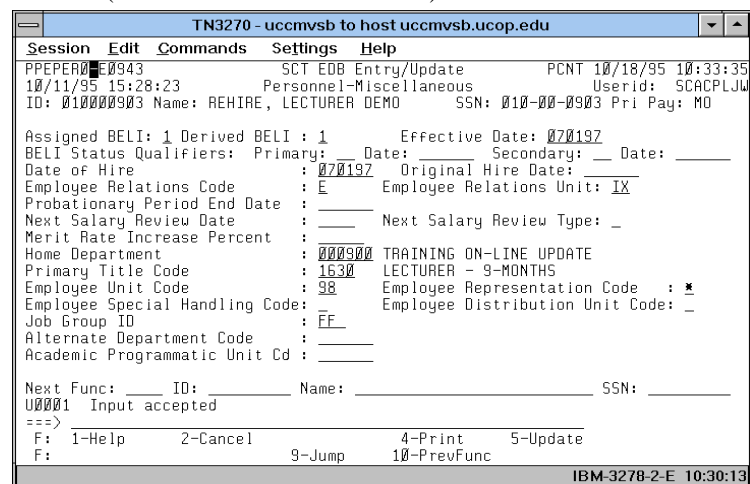 TN3270 - uccmvsb to host uccmvsb.ucop.edu
Session Edit Commands Settings Help
PPEPER0-E0943 SCT EDB Entry/Update PCNT 10/18/95 10:33:35
10/11/95 15:28:23 Personnel-Miscellaneous Userid: SCACPLJW
ID: 010000903 Name: REHIRE, LECTURER DEMO SSN: 010-00-0903 Pri Pay: MO
Assigned BELI: 1 Derived BELI : 1 Effective Date: 070197
BELI Status Qualifiers: Primary: __ Date: ______ Secondary: __ Date: ______
Date of Hire : 070197 Original Hire Date: ______
Employee Relations Code : E Employee Relations Unit: IX
Probationary Period End Date : ______
Next Salary Review Date : ____ Next Salary Review Type: _
Merit Rate Increase Percent : _____
Home Department : 000900 TRAINING ON-LINE UPDATE
Primary Title Code : 1630 LECTURER - 9-MONTHS
Employee Unit Code : 98 Employee Representation Code : *
Employee Special Handling Code: _ Employee Distribution Unit Code: _
Job Group ID : FF_
Alternate Department Code : ______
Academic Programmatic Unit Cd : ______
Next Func: ____ ID: _________ Name: __________________________ SSN: _________
U0001 Input accepted
===> 
F: 1-Help 2-Cancel 4-Print 5-Update
F: 9-Jump 10-PrevFunc
IBM-3278-2-E 10:30:13